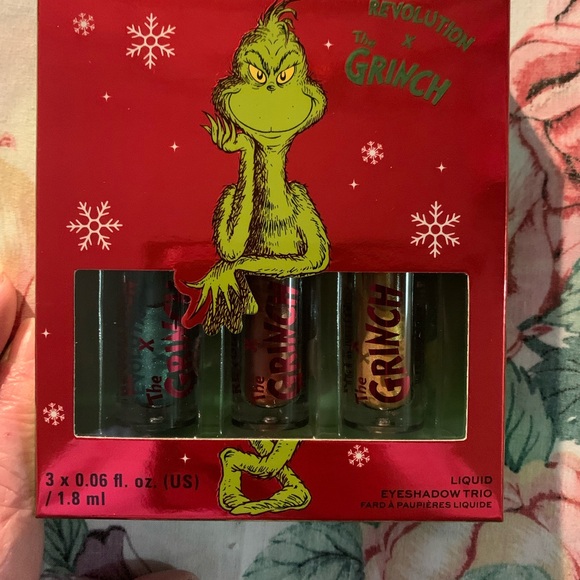 REVOLUTION
X
The
GRINCH
X
The
GRINCH
The
GRINCH
X
The
GRINCH
3 x 0.06 fl. oz. (US)
/ 1.8 ml
LIQUID
EYESHADOW TRIO
FARD À PAUPIÈRES LIQUIDE